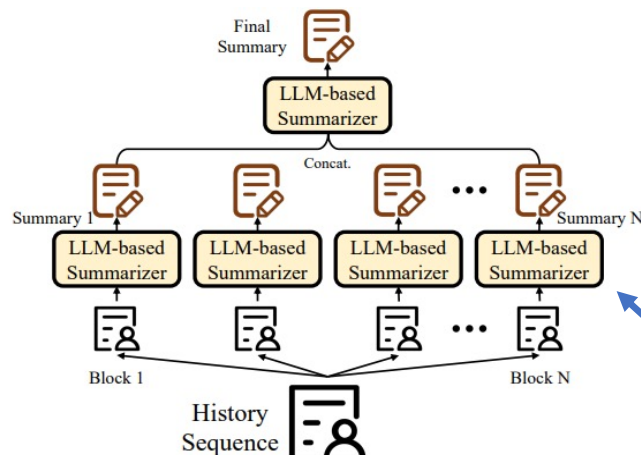 Final
Summary
LLM-based
Summarizer
Concat.
Summary 1
Summary N
LLM-based
Summarizer
LLM-based
Summarizer
LLM-based
Summarizer
LLM-based
Summarizer
Block 1
Block N
History
Sequence